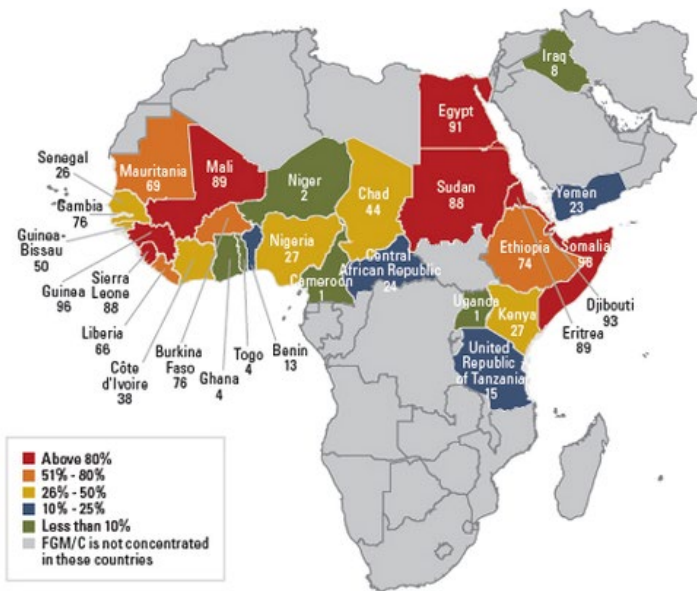 Iraq
8
Egypt
91
Senegal
26
Mauritania
69
Mali
89
Niger
2
Chad
44
Sudan
88
Yemen
23
Gambia
76
Guinea-
Bissau
50
Nigeria
27
Ethiopia
74
Somalia
98
Central
African Republic
24
Cameroon
1
Guinea
96
Sierra
Leone
88
Uganda
1
Kenya
27
Djibouti
93
Eritrea
89
Liberia
66
Côte
d'Ivoire
38
Burkina
Faso
76
Ghana
4
Togo
4
Benin
13
United
Republic
of Tanzania
15
Above 80%
51% - 80%
26% - 50%
10% - 25%
Less than 10%
FGM/C is not concentrated
in these countries